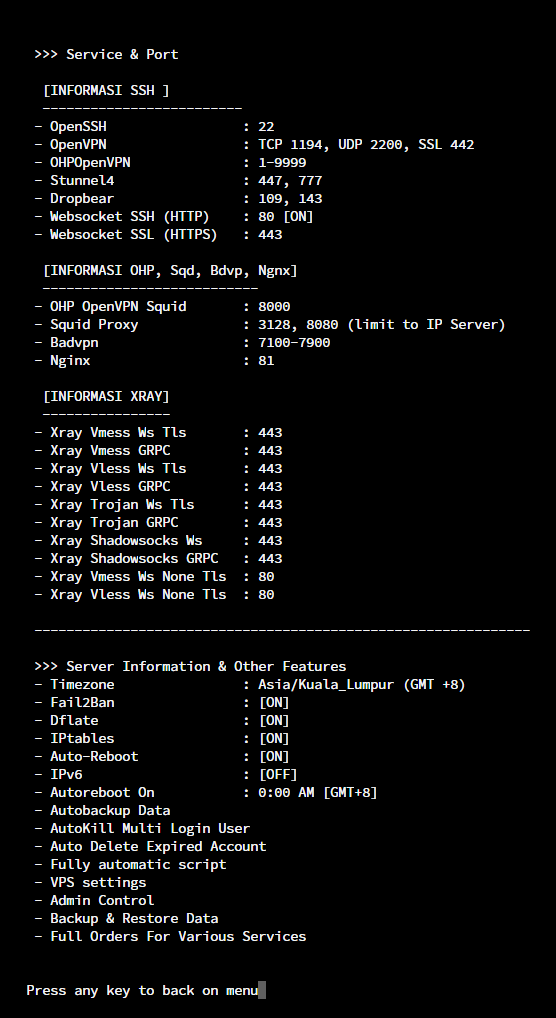 >>> Service & Port
[INFORMASI SSH ]
-------------------------
- OpenSSH : 22
- OpenVPN : TCP 1194, UDP 2200, SSL 442
- OHPOpenVPN : 1-9999
- Stunnel4 : 447, 777
- Dropbear : 109, 143
- Websocket SSH (HTTP) : 80 [ON]
- Websocket SSL (HTTPS) : 443
[INFORMASI OHP, Sqd, Bdvp, Ngnx]
---------------------------
- OHP OpenVPN Squid : 8000
- Squid Proxy : 3128, 8080 (limit to IP Server)
- Badvpn : 7100-7900
- Nginx : 81
[INFORMASI XRAY]
----------------
- Xray Vmess Ws Tls : 443
- Xray Vmess GRPC : 443
- Xray Vless Ws Tls : 443
- Xray Vless GRPC : 443
- Xray Trojan Ws Tls : 443
- Xray Trojan GRPC : 443
- Xray Shadowsocks Ws : 443
- Xray Shadowsocks GRPC : 443
- Xray Vmess Ws None Tls : 80
- Xray Vless Ws None Tls : 80
--------------------------------------------------------------
>>> Server Information & Other Features
- Timezone : Asia/Kuala_Lumpur (GMT +8)
- Fail2Ban : [ON]
- Dflate : [ON]
- IPtables : [ON]
- Auto-Reboot : [ON]
- IPv6 : [OFF]
- Autoreboot On : 0:00 AM [GMT+8]
- Autobackup Data
- AutoKill Multi Login User
- Auto Delete Expired Account
- Fully automatic script
- VPS settings
- Admin Control
- Backup & Restore Data
- Full Orders For Various Services
Press any key to back on menu